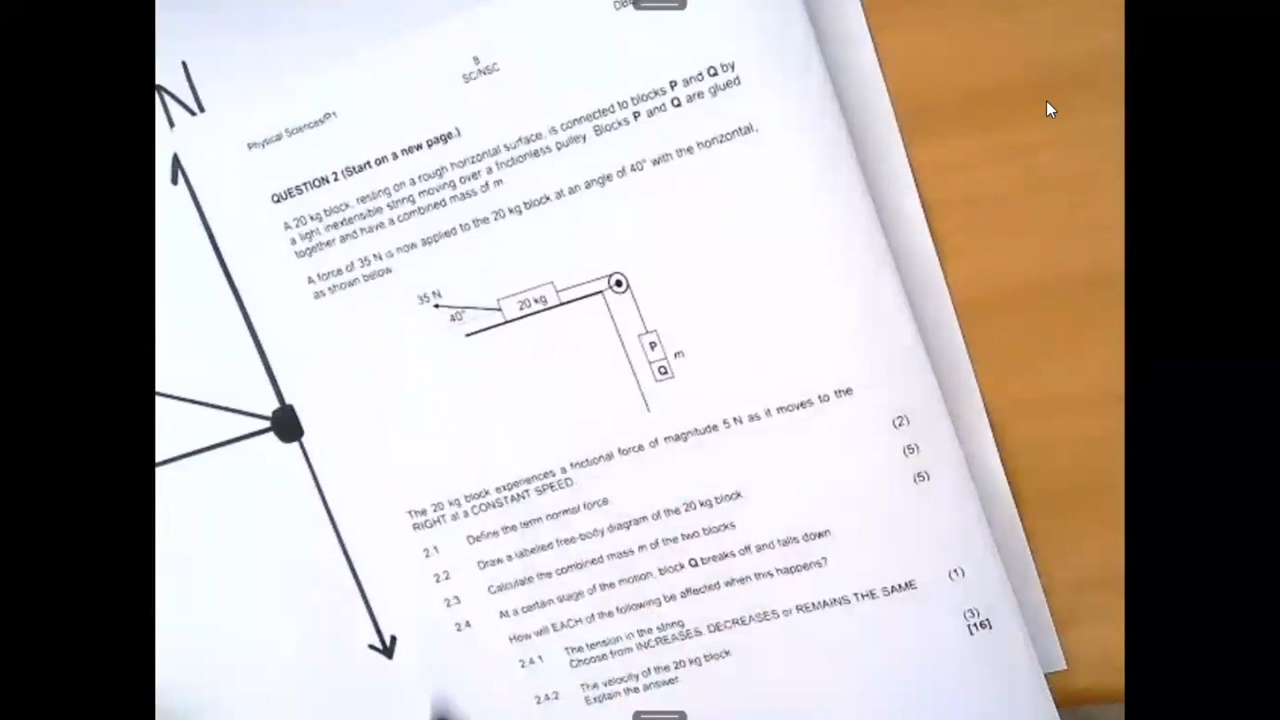 N
8
SC/NSC
Physical Sciences/P1
QUESTION 2 (Start on a new page.)
A 20 kg block, resting on a rough horizontal surface, is connected to blocks P and Q by
a light inextensible string moving over a frictionless pulley. Blocks P and Q are glued
together and have a combined mass of m.
A force of 35 N is now applied to the 20 kg block at an angle of 40° with the horizontal,
as shown below.
35 N
40°
20 kg
P
Q
m
The 20 kg block experiences a frictional force of magnitude 5 N as it moves to the
RIGHT at a CONSTANT SPEED.
2.1 Define the term normal force. (2)
2.2 Draw a labelled free-body diagram of the 20 kg block. (5)
2.3 Calculate the combined mass m of the two blocks. (5)
2.4 At a certain stage of the motion, block Q breaks off and falls down.
How will EACH of the following be affected when this happens?
2.4.1 The tension in the string
Choose from INCREASES, DECREASES or REMAINS THE SAME (1)
2.4.2 The velocity of the 20 kg block
Explain the answer. (3)
[16]